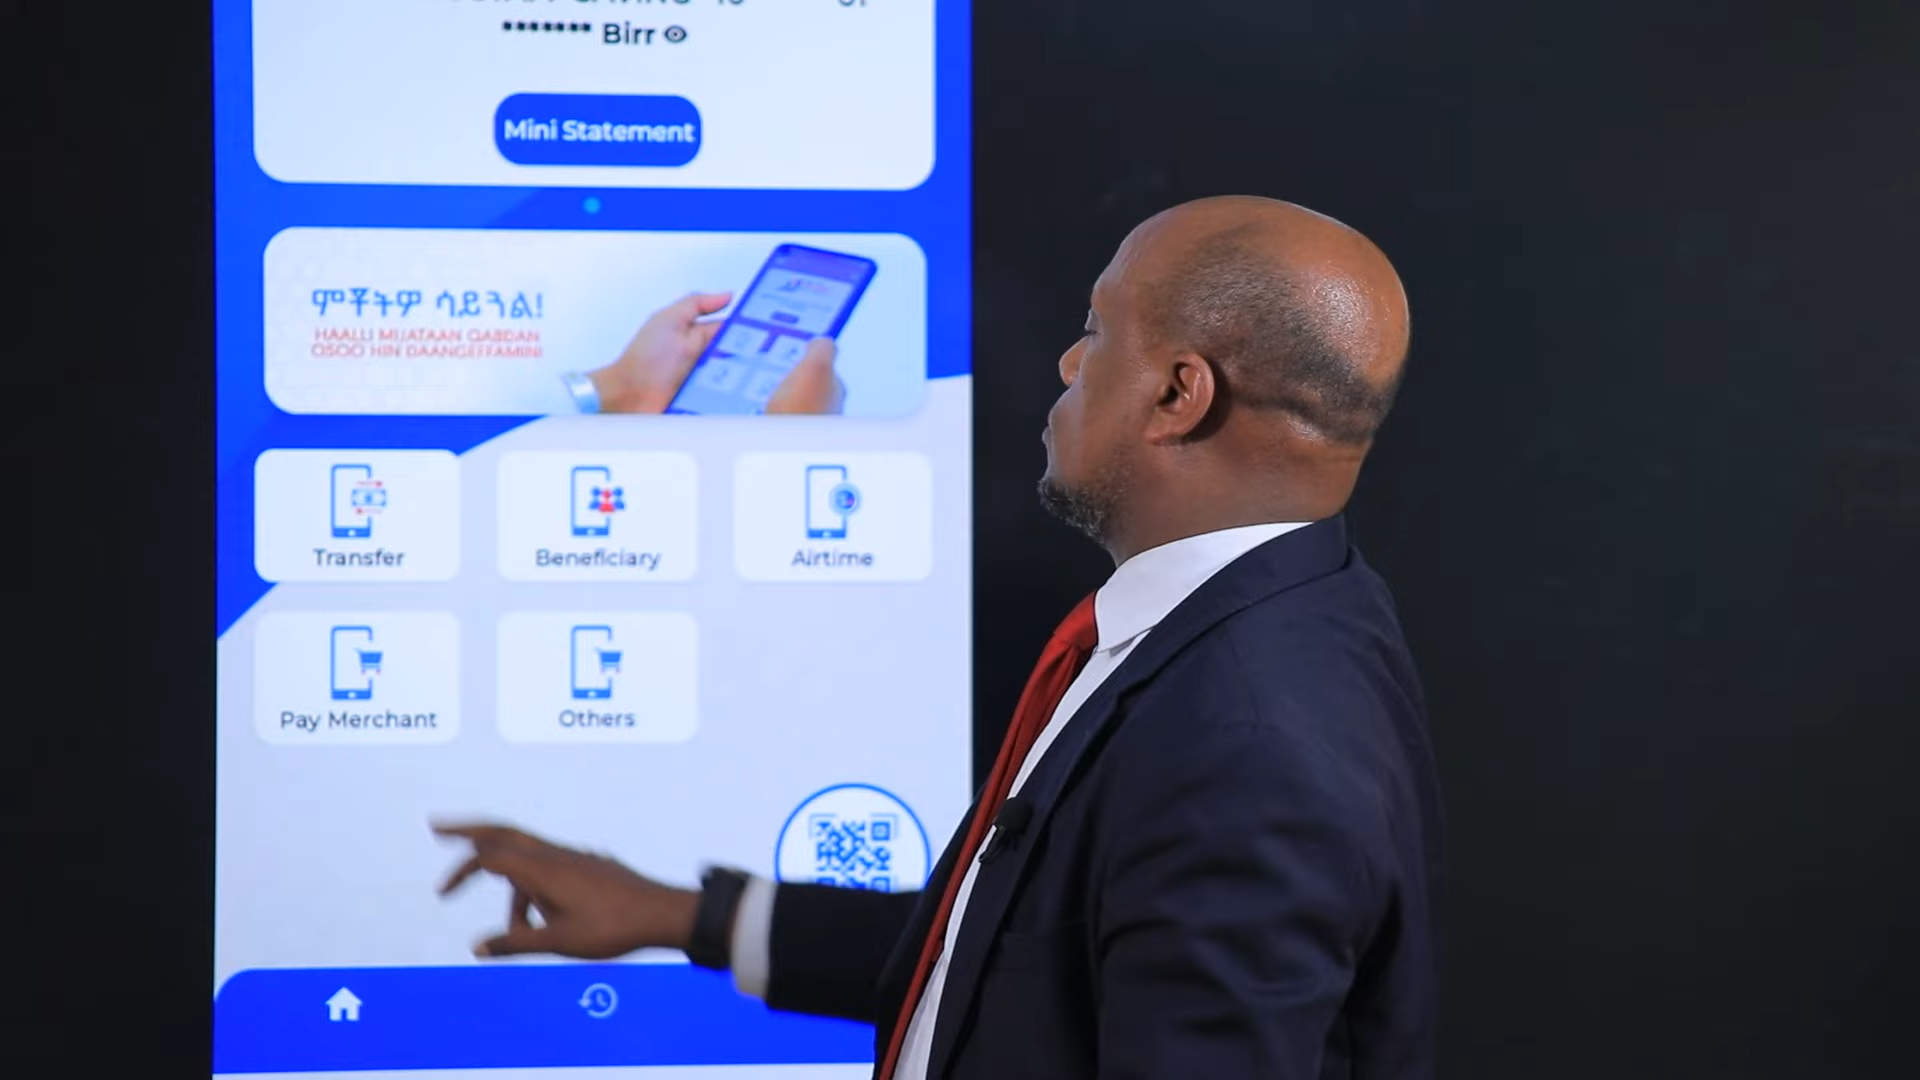 ******* Birr
Mini Statement
ምቾትዎ ሳይጓል!
HAALLI MIJATAAN QABDAN
OSOO HIN DAANGEFFAMIN!
Transfer
Beneficiary
Airtime
Pay Merchant
Others